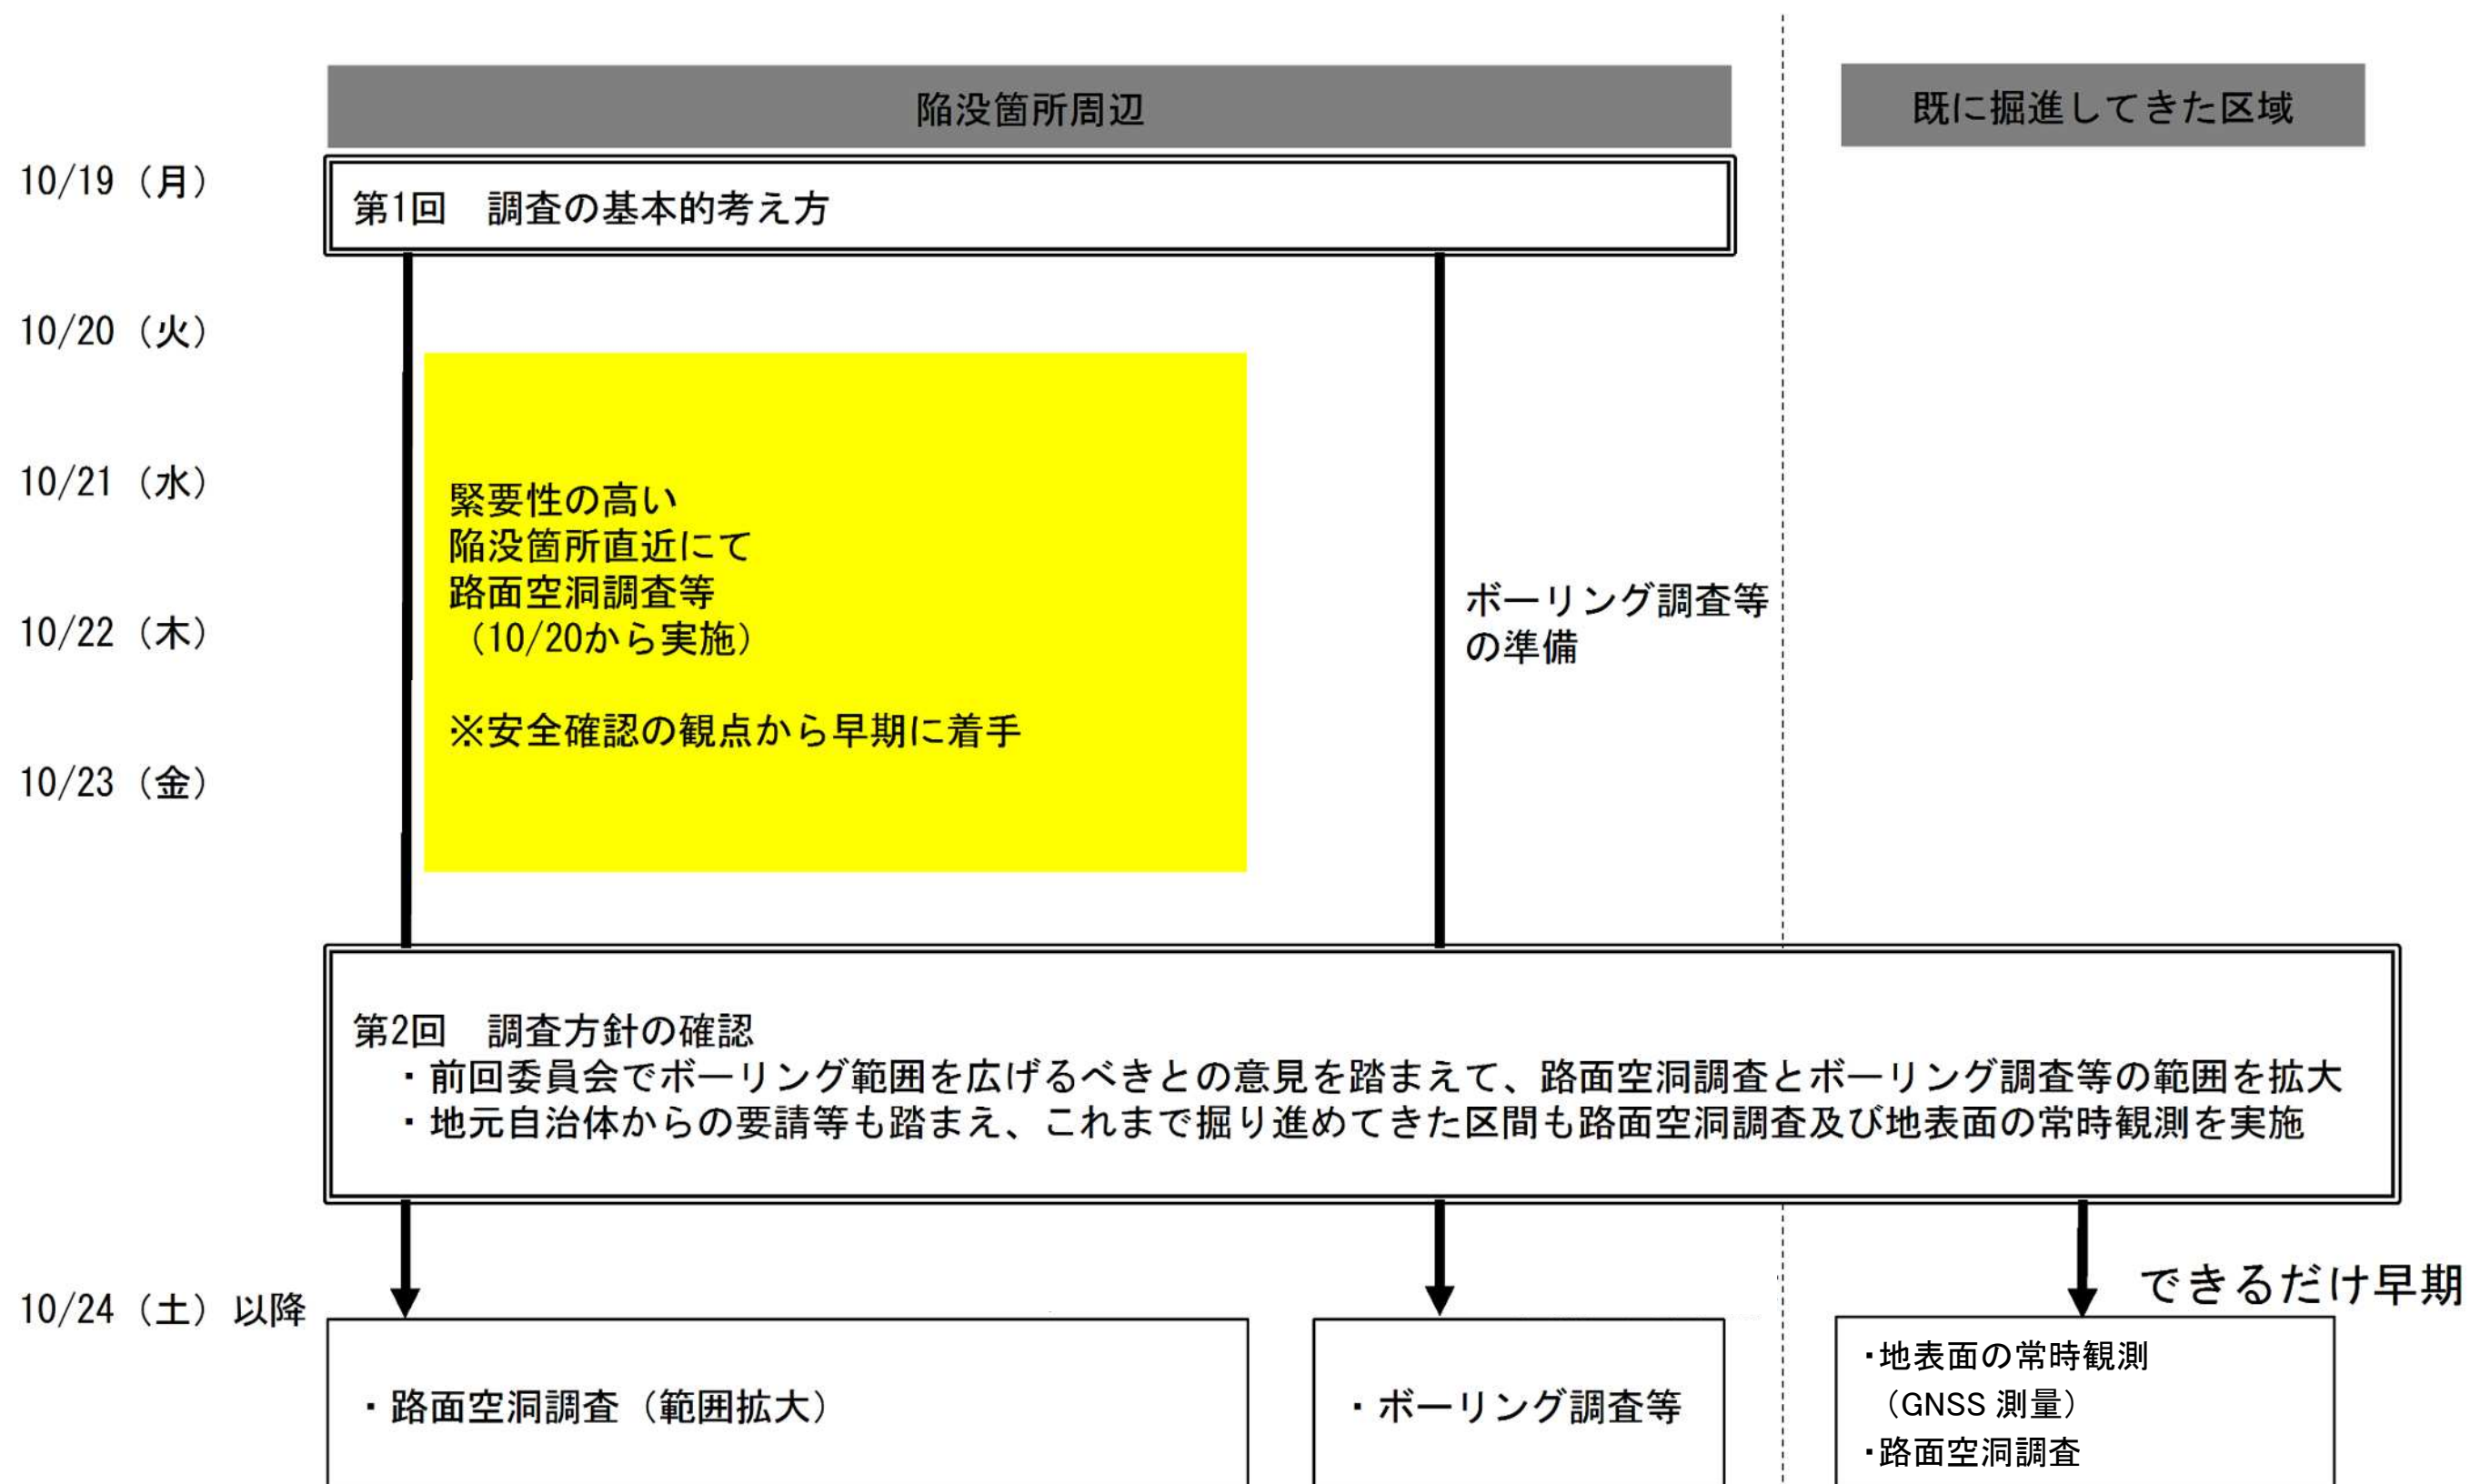 陥没箇所周辺
既に掘進してきた区域
10/19（月）
第1回　調査の基本的考え方
10/20（火）
10/21（水）
緊要性の高い
陥没箇所直近にて
路面空洞調査等
（10/20から実施）
※安全確認の観点から早期に着手
ボーリング調査等
の準備
10/22（木）
10/23（金）
第2回　調査方針の確認
・前回委員会でボーリング範囲を広げるべきとの意見を踏まえて、路面空洞調査とボーリング調査等の範囲を拡大
・地元自治体からの要請等も踏まえ、これまで掘り進めてきた区間も路面空洞調査及び地表面の常時観測を実施
10/24（土）以降
できるだけ早期
・路面空洞調査（範囲拡大）
・ボーリング調査等
・地表面の常時観測
（GNSS 測量）
・路面空洞調査